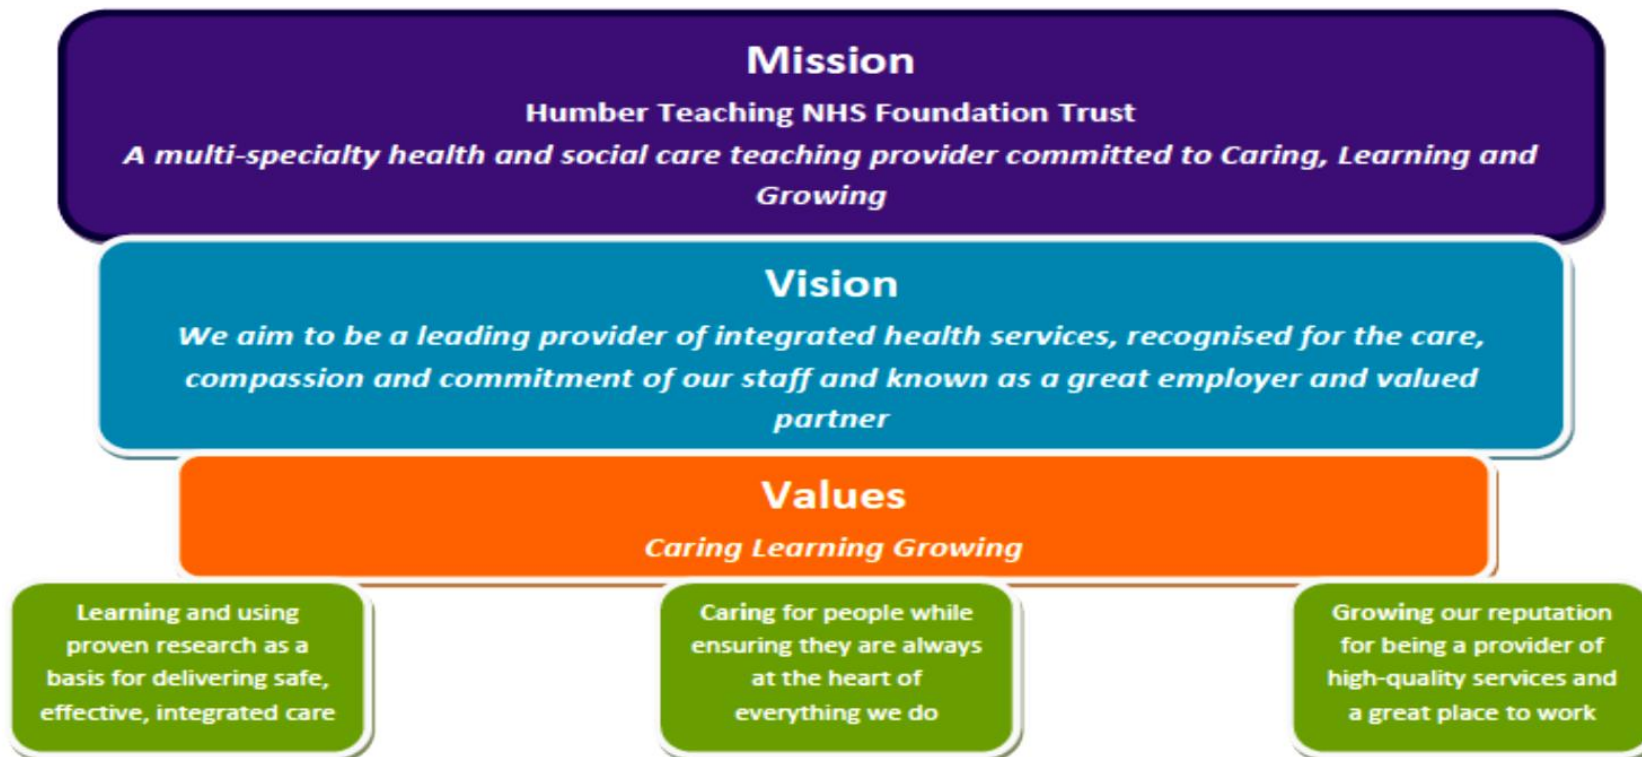 Mission
Humber Teaching NHS Foundation Trust
A multi-specialty health and social care teaching provider committed to Caring, Learning and
Growing
Vision
We aim to be a leading provider of integrated health services, recognised for the care,
compassion and commitment of our staff and known as a great employer and valued
partner
Values
Caring Learning Growing
Learning and using
proven research as a
basis for delivering safe,
effective, integrated care
Caring for people while
ensuring they are always
at the heart of
everything we do
Growing our reputation
for being a provider of
high-quality services and
a great place to work